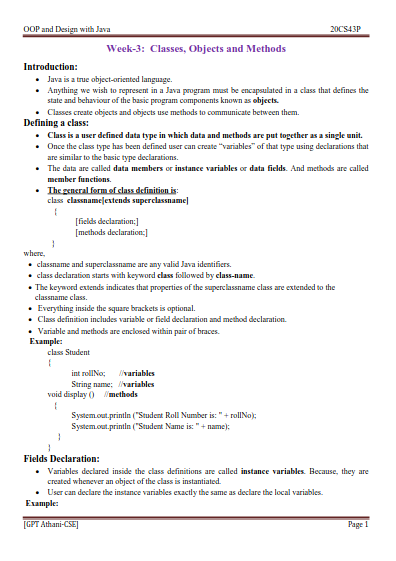 OOP and Design with Java 20CS43P
Week-3: Classes, Objects and Methods
Introduction:
• Java is a true object-oriented language.
• Anything we wish to represent in a Java program must be encapsulated in a class that defines the
state and behaviour of the basic program components known as objects.
• Classes create objects and objects use methods to communicate between them.
Defining a class:
• Class is a user defined data type in which data and methods are put together as a single unit.
• Once the class type has been defined user can create “variables” of that type using declarations that
are similar to the basic type declarations.
• The data are called data members or instance variables or data fields. And methods are called
member functions.
• The general form of class definition is:
class classname[extends superclassname]
{
[fields declaration;]
[methods declaration;]
}
where,
• classname and superclassname are any valid Java identifiers.
• class declaration starts with keyword class followed by class-name.
• The keyword extends indicates that properties of the superclassname class are extended to the
classname class.
• Everything inside the square brackets is optional.
• Class definition includes variable or field declaration and method declaration.
• Variable and methods are enclosed within pair of braces.
Example:
class Student
{
int rollNo; //variables
String name; //variables
void display () //methods
{
System.out.println ("Student Roll Number is: " + rollNo);
System.out.println ("Student Name is: " + name);
}
}
Fields Declaration:
• Variables declared inside the class definitions are called instance variables. Because, they are
created whenever an object of the class is instantiated.
• User can declare the instance variables exactly the same as declare the local variables.
Example:
[GPT Athani-CSE] Page 1